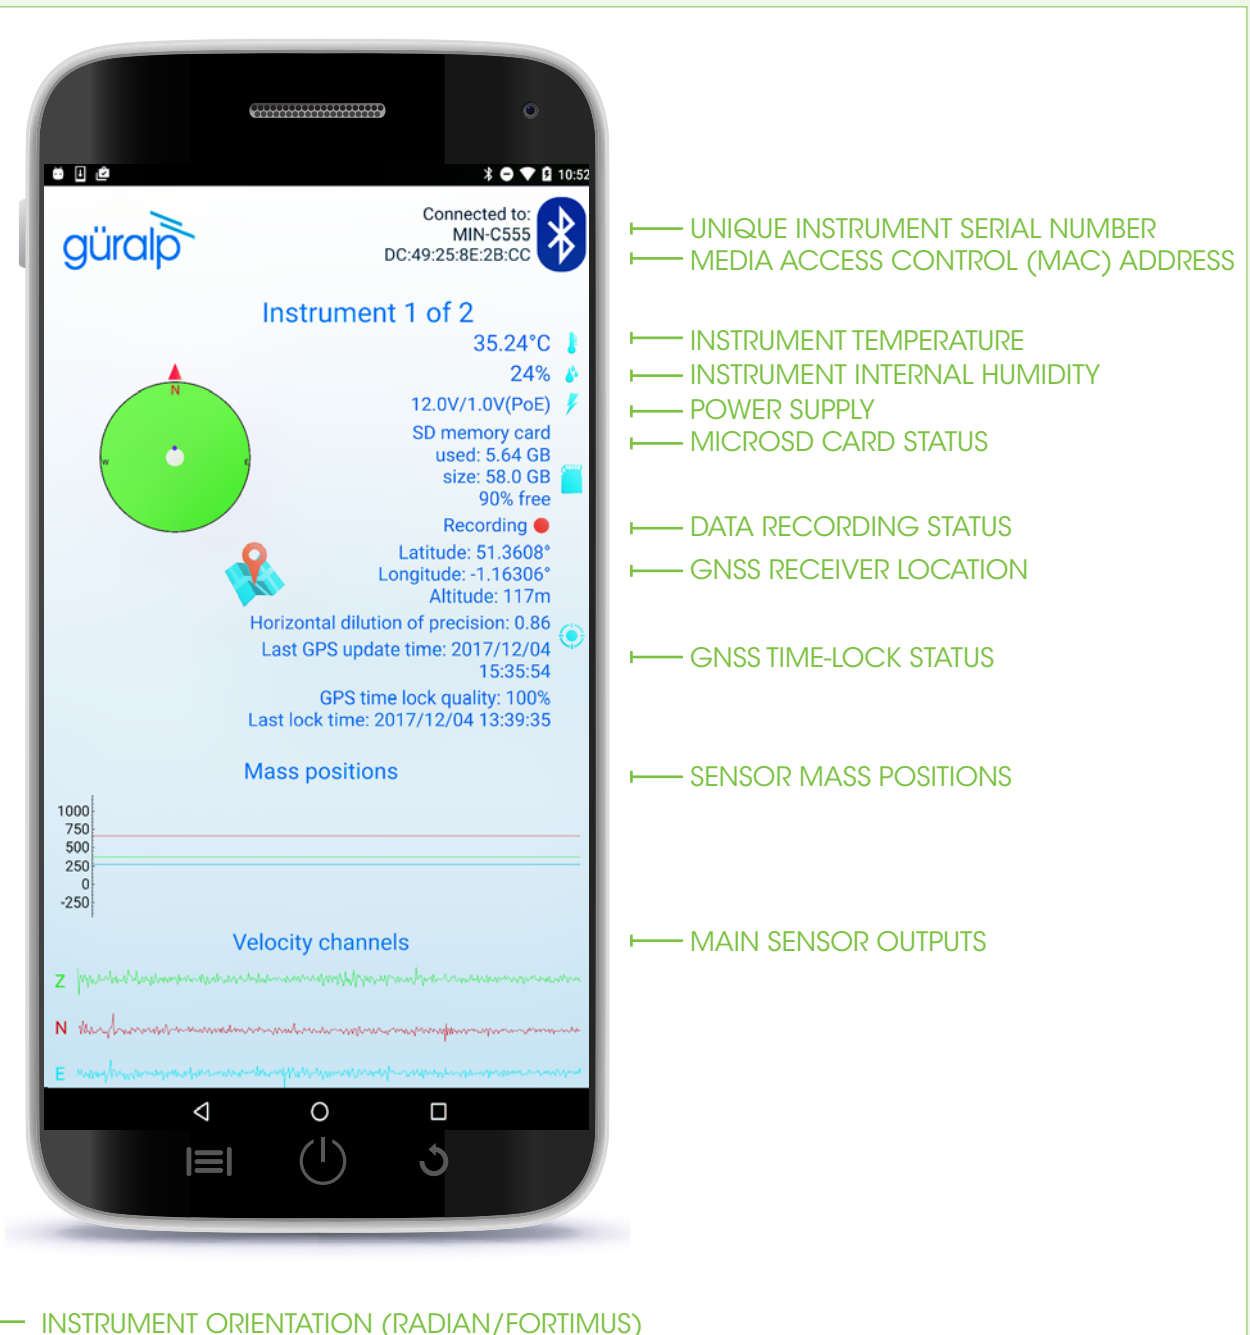 10:52
güralp
Connected to:
MIN-C555
DC:49:25:8E:2B:CC
UNIQUE INSTRUMENT SERIAL NUMBER
MEDIA ACCESS CONTROL (MAC) ADDRESS
Instrument 1 of 2
35.24°C
INSTRUMENT TEMPERATURE
24%
INSTRUMENT INTERNAL HUMIDITY
12.0V/1.0V(PoE)
POWER SUPPLY
N
W
E
SD memory card
used: 5.64 GB
size: 58.0 GB
90% free
MICROSD CARD STATUS
Recording
DATA RECORDING STATUS
Latitude: 51.3608°
Longitude: -1.16306°
Altitude: 117m
GNSS RECEIVER LOCATION
Horizontal dilution of precision: 0.86
Last GPS update time: 2017/12/04
15:35:54
GPS time lock quality: 100%
Last lock time: 2017/12/04 13:39:35
GNSS TIME-LOCK STATUS
Mass positions
SENSOR MASS POSITIONS
1000
750
500
250
0
-250
Velocity channels
MAIN SENSOR OUTPUTS
Z
N
E
INSTRUMENT ORIENTATION (RADIAN/FORTIMUS)